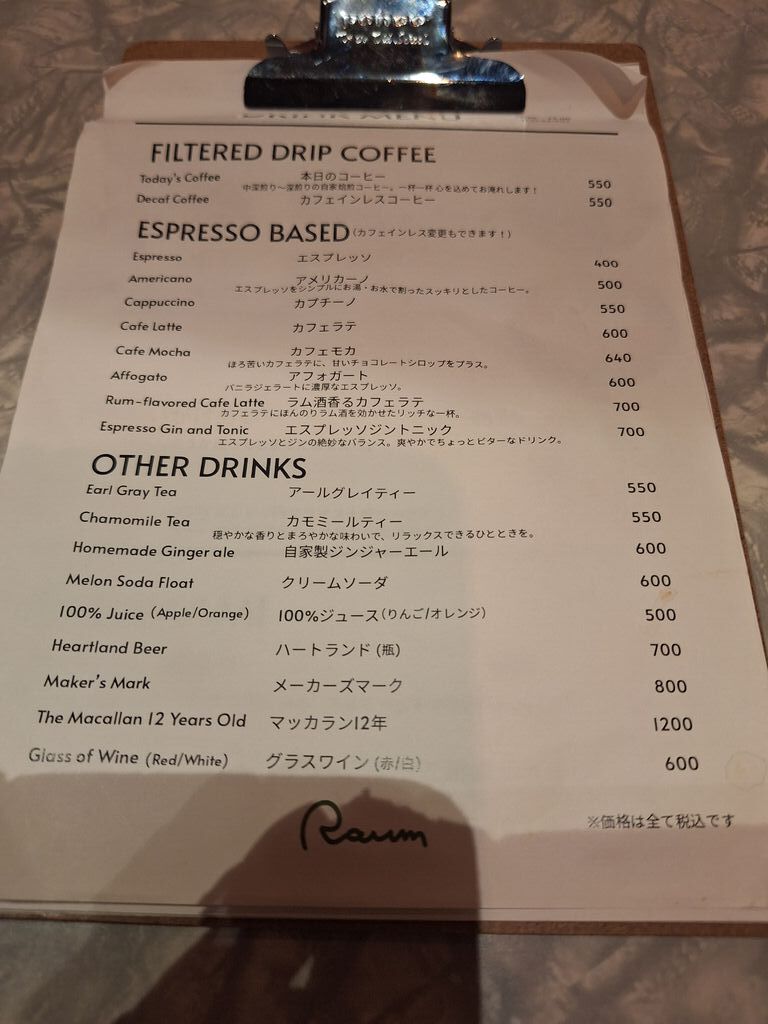 DRINK MENU
FILTERED DRIP COFFEE
Today's Coffee 本日のコーヒー 550
中深煎り〜深煎りの自家焙煎コーヒー。一杯一杯 心を込めてお淹れします！
Decaf Coffee カフェインレスコーヒー 550
ESPRESSO BASED (カフェインレス変更もできます！)
Espresso エスプレッソ 400
Americano アメリカーノ 500
エスプレッソをシンプルにお湯・お水で割ったスッキリとしたコーヒー。
Cappuccino カプチーノ 550
Cafe Latte カフェラテ 600
Cafe Mocha カフェモカ 640
ほろ苦いカフェラテに、甘いチョコレートシロップをプラス。
Affogato アフォガート 600
バニラジェラートに濃厚なエスプレッソ。
Rum-flavored Cafe Latte ラム酒香るカフェラテ 700
カフェラテにほんのりラム酒を効かせたリッチな一杯。
Espresso Gin and Tonic エスプレッソジントニック 700
エスプレッソとジンの絶妙なバランス。爽やかでちょっとビターなドリンク。
OTHER DRINKS
Earl Gray Tea アールグレイティー 550
Chamomile Tea カモミールティー 550
穏やかな香りとまろやかな味わいで、リラックスできるひとときを。
Homemade Ginger ale 自家製ジンジャーエール 600
Melon Soda Float クリームソーダ 600
100% Juice (Apple/Orange) 100%ジュース(りんご/オレンジ) 500
Heartland Beer ハートランド (瓶) 700
Maker's Mark メーカーズマーク 800
The Macallan 12 Years Old マッカラン12年 1200
Glass of Wine (Red/White) グラスワイン (赤/白) 600
Raum
※価格は全て税込です